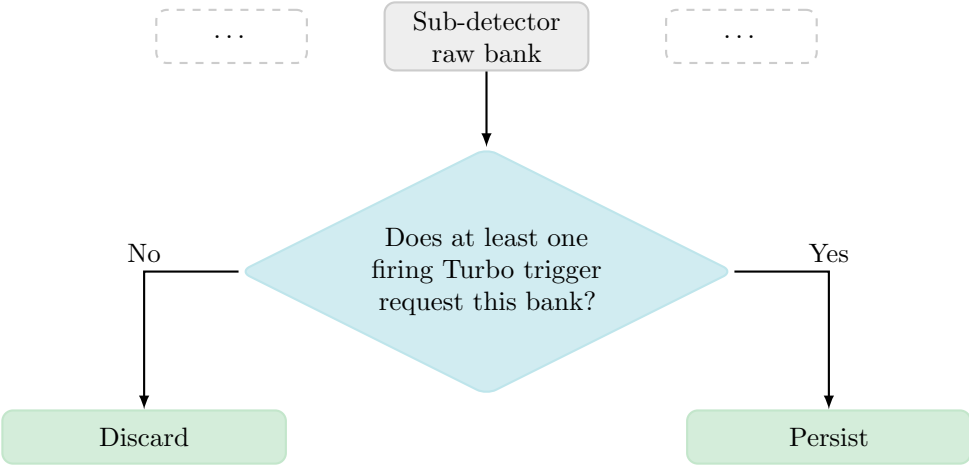 ...
Sub-detector
raw bank
...
Does at least one
firing Turbo trigger
request this bank?
No
Yes
Discard
Persist